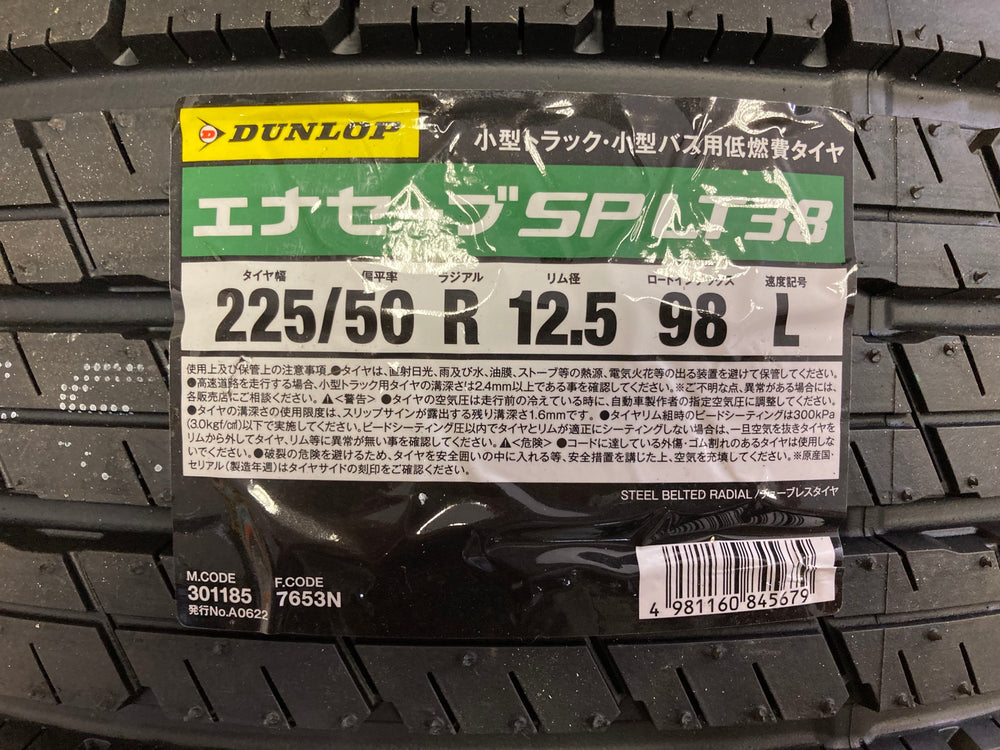 DUNLOP
小型トラック・小型バス用低燃費タイヤ
エナセーブ SP LT38
タイヤ幅 偏平率 ラジアル リム径 ロードインデックス 速度記号
225/50 R 12.5 98 L
使用上及び保管上の注意事項。●タイヤは、直射日光、雨及び水、油膜、ストーブ等の熱源、電気火花等の出る装置を避けて保管してください。
●高速道路を走行する場合、小型トラック用タイヤの溝深さは2.4mm以上である事を確認してください。※ご不明な点、異常がある場合には、
各販売店にご相談ください。⚠<警告> ●タイヤの空気圧は走行前の冷えている時に、自動車製作者の指定空気圧に調整してください。
●タイヤの溝深さの使用限度は、スリップサインが露出する残り溝深さ1.6mmです。●タイヤリム組時のビードシーティングは300kPa
(3.0kgf/c㎡)以下で実施してください。ビードシーティング圧以内でタイヤとリムが適正にシーティングしない場合は、一旦空気を抜きタイヤを
リムから外してタイヤ、リム等に異常が無い事を確認してください。⚠<危険> ●コードに達している外傷・ゴム割れのあるタイヤは使用しな
いでください。●破裂の危険を避けるため、タイヤを安全囲いの中に入れる等、安全措置を講じた上、空気を充填してください。※原産国・
セリアル(製造年週)はタイヤサイドの刻印をご確認ください。
STEEL BELTED RADIAL/チューブレスタイヤ
M.CODE F.CODE
301185 7653N
発行No.A0622
4 981160 845679